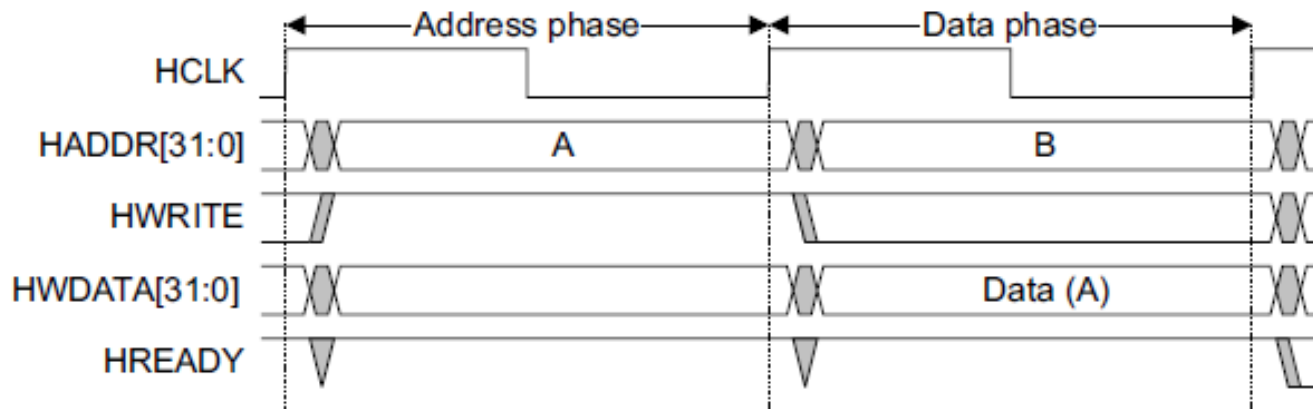 Address phase Data phase
HCLK
HADDR[31:0] A B
HWRITE
HWDATA[31:0] Data (A)
HREADY